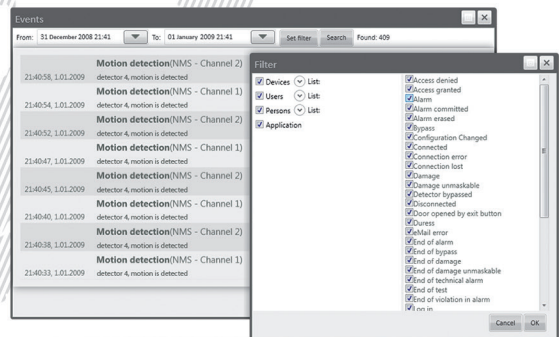 Events
From: 31 December 2008 21:41 To: 01 January 2009 21:41 Set filter Search Found: 409
Motion detection(NMS - Channel 2)
21:40:58, 1.01.2009 detector 4, motion is detected
Motion detection(NMS - Channel 1)
21:40:54, 1.01.2009 detector 4, motion is detected
Motion detection(NMS - Channel 2)
21:40:52, 1.01.2009 detector 4, motion is detected
Motion detection(NMS - Channel 1)
21:40:47, 1.01.2009 detector 4, motion is detected
Motion detection(NMS - Channel 2)
21:40:45, 1.01.2009 detector 4, motion is detected
Motion detection(NMS - Channel 1)
21:40:40, 1.01.2009 detector 4, motion is detected
Motion detection(NMS - Channel 2)
21:40:38, 1.01.2009 detector 4, motion is detected
Motion detection(NMS - Channel 1)
21:40:33, 1.01.2009 detector 4, motion is detected
Filter
Devices List:
Users List:
Persons List:
Application
Access denied
Access granted
Alarm
Alarm committed
Alarm erased
Bypass
Configuration Changed
Connected
Connection error
Connection lost
Damage
Damage unmaskable
Detector bypassed
Disconnected
Door opened by exit button
Duress
eMail error
End of alarm
End of bypass
End of damage
End of damage unmaskable
End of technical alarm
End of test
End of violation in alarm
Log in
Cancel OK